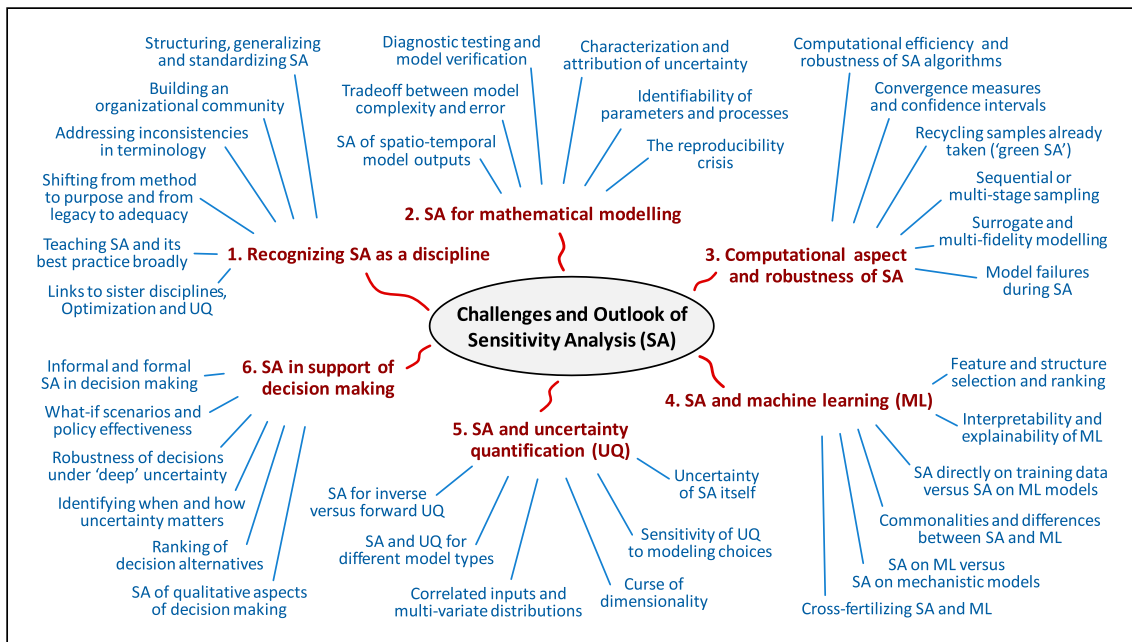 Challenges and Outlook of
Sensitivity Analysis (SA)
1. Recognizing SA as a discipline
Structuring, generalizing
and standardizing SA
Building an
organizational community
Addressing inconsistencies
in terminology
Shifting from method
to purpose and from
legacy to adequacy
Teaching SA and its
best practice broadly
Links to sister disciplines,
Optimization and UQ
2. SA for mathematical modelling
Diagnostic testing and
model verification
Tradeoff between model
complexity and error
SA of spatio-temporal
model outputs
Characterization and
attribution of uncertainty
Identifiability of
parameters and processes
The reproducibility
crisis
3. Computational aspect
and robustness of SA
Computational efficiency and
robustness of SA algorithms
Convergence measures
and confidence intervals
Recycling samples already
taken (‘green SA’)
Sequential or
multi-stage sampling
Surrogate and
multi-fidelity modelling
Model failures
during SA
4. SA and machine learning (ML)
Feature and structure
selection and ranking
Interpretability and
explainability of ML
SA directly on training data
versus SA on ML models
Commonalities and differences
between SA and ML
SA on ML versus
SA on mechanistic models
Cross-fertilizing SA and ML
5. SA and uncertainty
quantification (UQ)
Uncertainty
of SA itself
Sensitivity of UQ
to modeling choices
Curse of
dimensionality
Correlated inputs and
multi-variate distributions
SA and UQ for
different model types
SA for inverse
versus forward UQ
6. SA in support of
decision making
Informal and formal
SA in decision making
What-if scenarios and
policy effectiveness
Robustness of decisions
under ‘deep’ uncertainty
Identifying when and how
uncertainty matters
Ranking of
decision alternatives
SA of qualitative aspects
of decision making